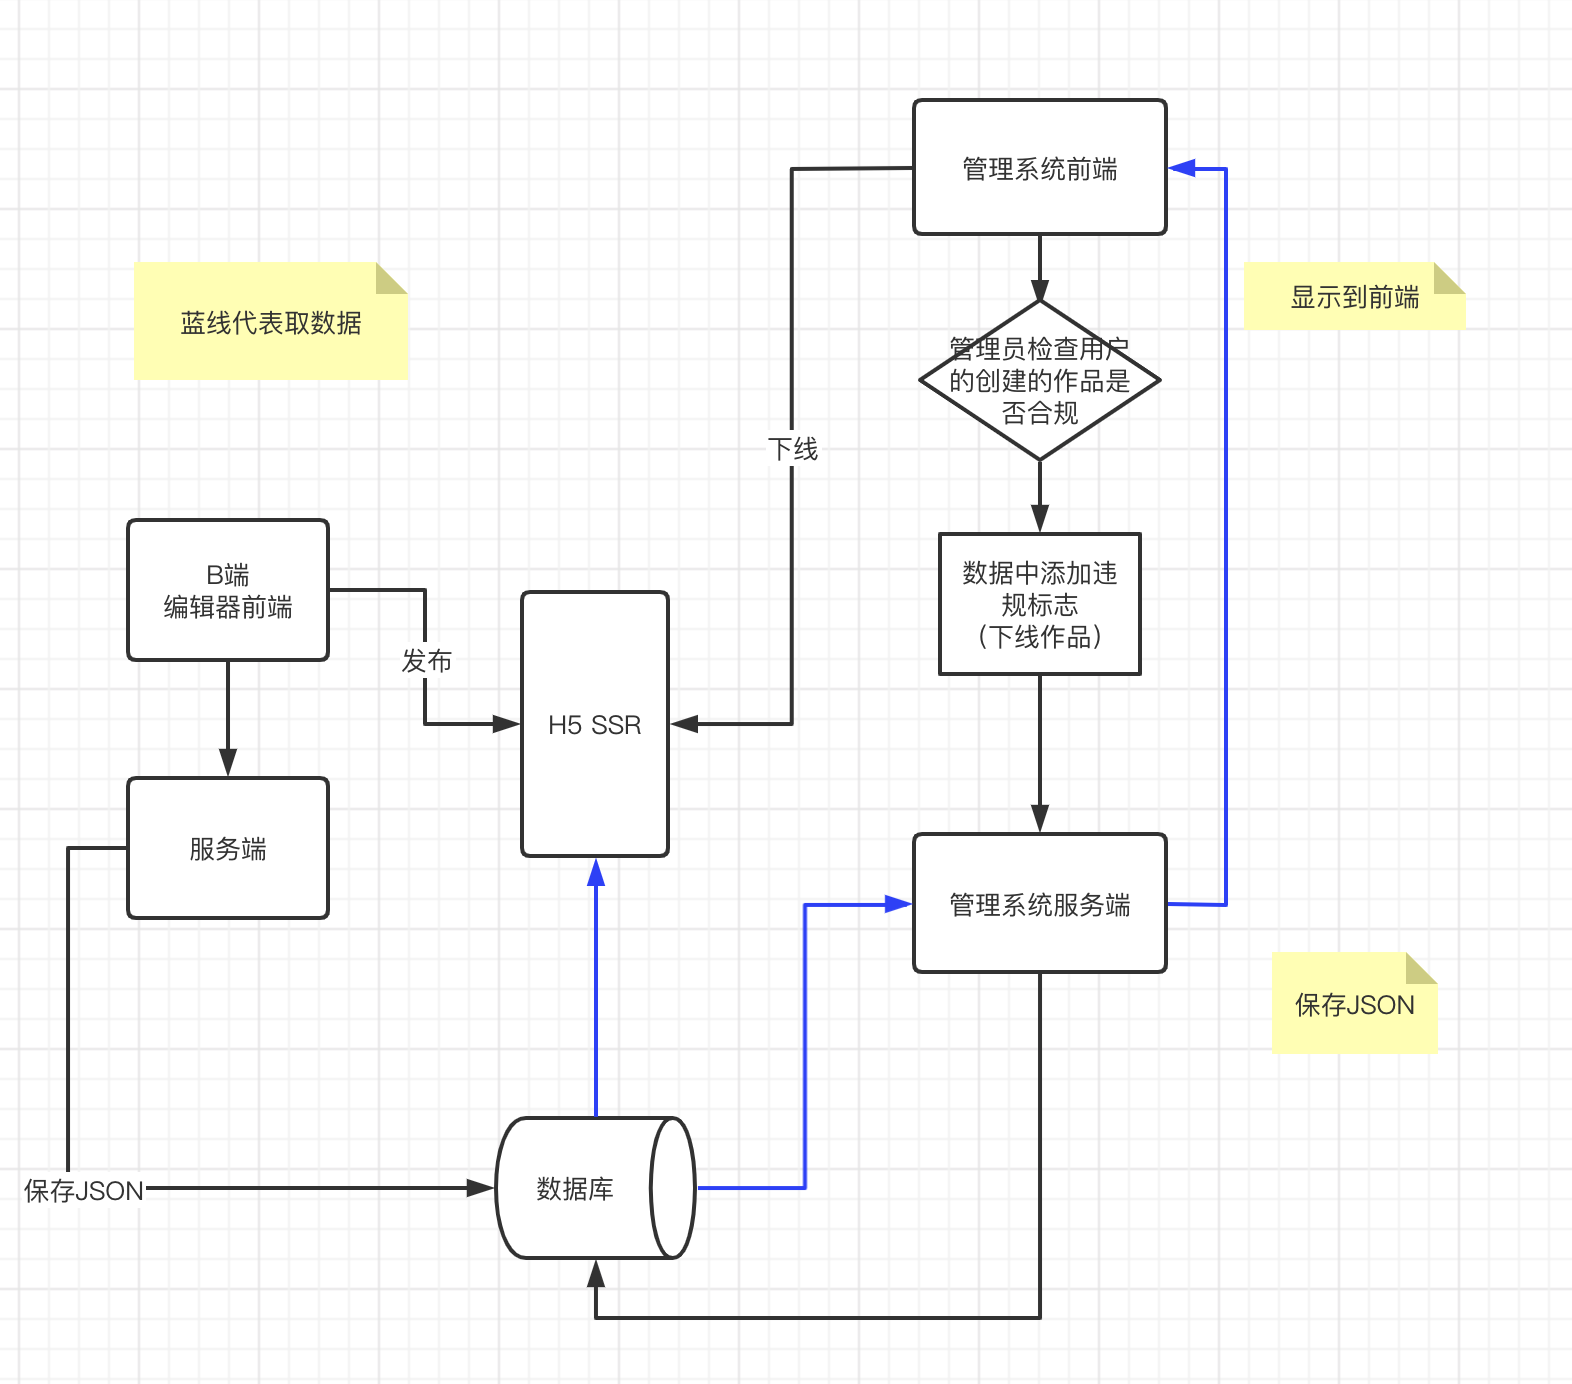 管理系统前端
蓝线代表取数据
显示到前端
管理员检查用户
的创建的作品是
否合规
下线
B端
编辑器前端
数据中添加违
规标志
（下线作品）
发布
H5 SSR
服务端
管理系统服务端
保存JSON
保存JSON
数据库